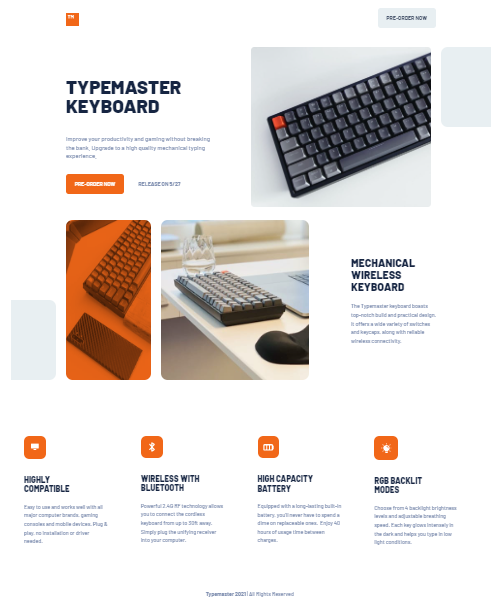 TM
PRE-ORDER NOW
TYPEMASTER
KEYBOARD
Improve your productivity and gaming without breaking
the bank. Upgrade to a high quality mechanical typing
experience.
PRE-ORDER NOW
RELEASE ON 5/27
MECHANICAL
WIRELESS
KEYBOARD
The Typemaster keyboard boasts
top-notch build and practical design.
It offers a wide variety of switches
and keycaps, along with reliable
wireless connectivity.
HIGHLY
COMPATIBLE
Easy to use and works well with all
major computer brands, gaming
consoles and mobile devices. Plug &
play, no installation or driver
needed.
WIRELESS WITH
BLUETOOTH
Powerful 2.4G RF technology allows
you to connect the cordless
keyboard from up to 30ft away.
Simply plug the unifying receiver
into your computer.
HIGH CAPACITY
BATTERY
Equipped with a long-lasting built-in
battery, you'll never have to spend a
dime on replaceable ones. Enjoy 40
hours of usage time between
charges.
RGB BACKLIT
MODES
Choose from 4 backlight brightness
levels and adjustable breathing
speed. Each key glows intensely in
the dark and helps you type in low
light conditions.
Typemaster 2021 | All Rights Reserved